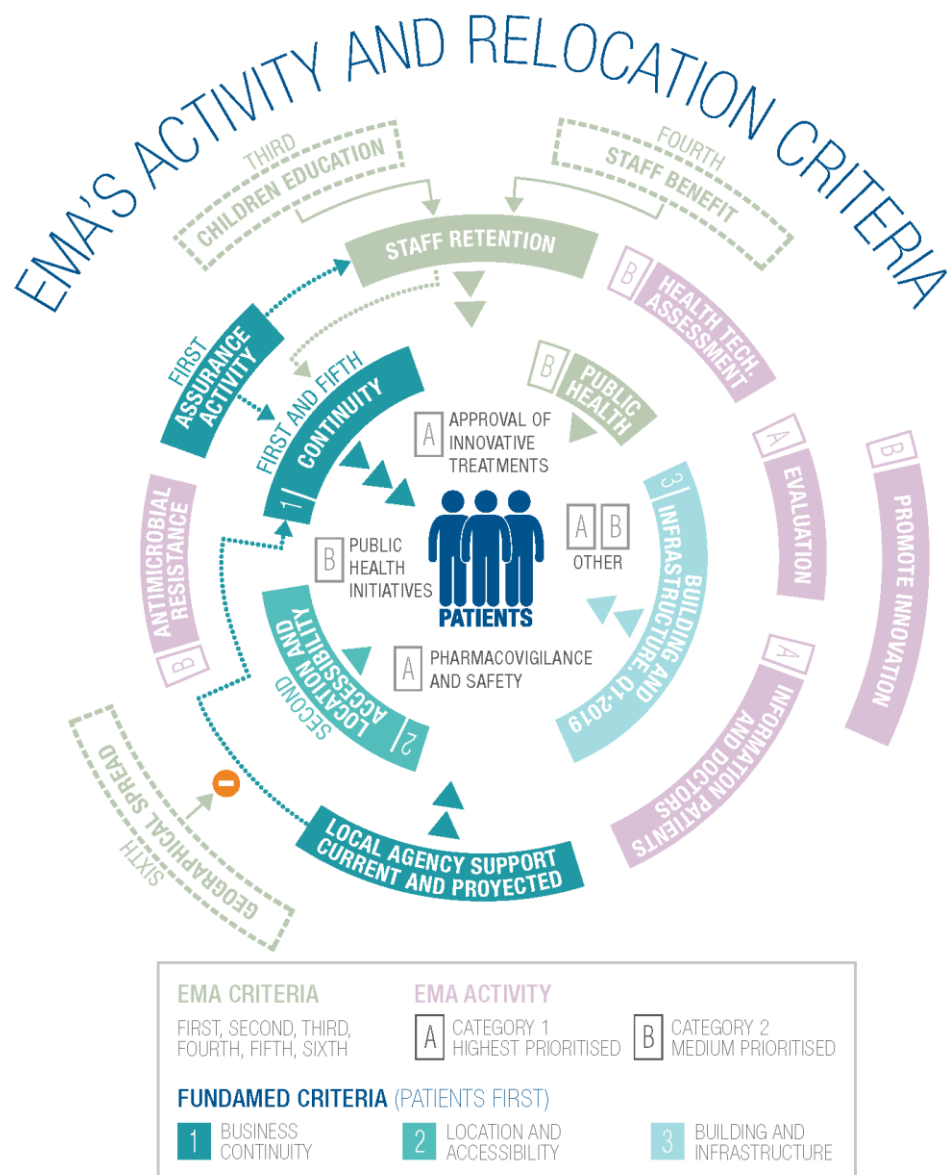 EMA'S ACTIVITY AND RELOCATION CRITERIA
THIRD
CHILDREN EDUCATION
FOURTH
STAFF BENEFIT
STAFF RETENTION
B
HEALTH TECH.
ASSESSMENT
FIRST
ASSURANCE
ACTIVITY
FIRST AND FIFTH
1
CONTINUITY
B
PUBLIC
HEALTH
A
APPROVAL OF
INNOVATIVE
TREATMENTS
A
EVALUATION
B
PROMOTE INNOVATION
3
BUILDING AND
INFRASTRUCTURE, Q1-2019
ANTIMICROBIAL
RESISTANCE
B
B
PUBLIC
HEALTH
INITIATIVES
A B
OTHER
PATIENTS
SECOND
2
LOCATION AND
ACCESSIBILITY
A
PHARMACOVIGILANCE
AND SAFETY
A
INFORMATION PATIENTS
AND DOCTORS
SIXTH
GEOGRAPHICAL SPREAD
LOCAL AGENCY SUPPORT
CURRENT AND PROYECTED
EMA CRITERIA
FIRST, SECOND, THIRD,
FOURTH, FIFTH, SIXTH
EMA ACTIVITY
A
CATEGORY 1
HIGHEST PRIORITISED
B
CATEGORY 2
MEDIUM PRIORITISED
FUNDAMED CRITERIA (PATIENTS FIRST)
1
BUSINESS
CONTINUITY
2
LOCATION AND
ACCESSIBILITY
3
BUILDING AND
INFRASTRUCTURE